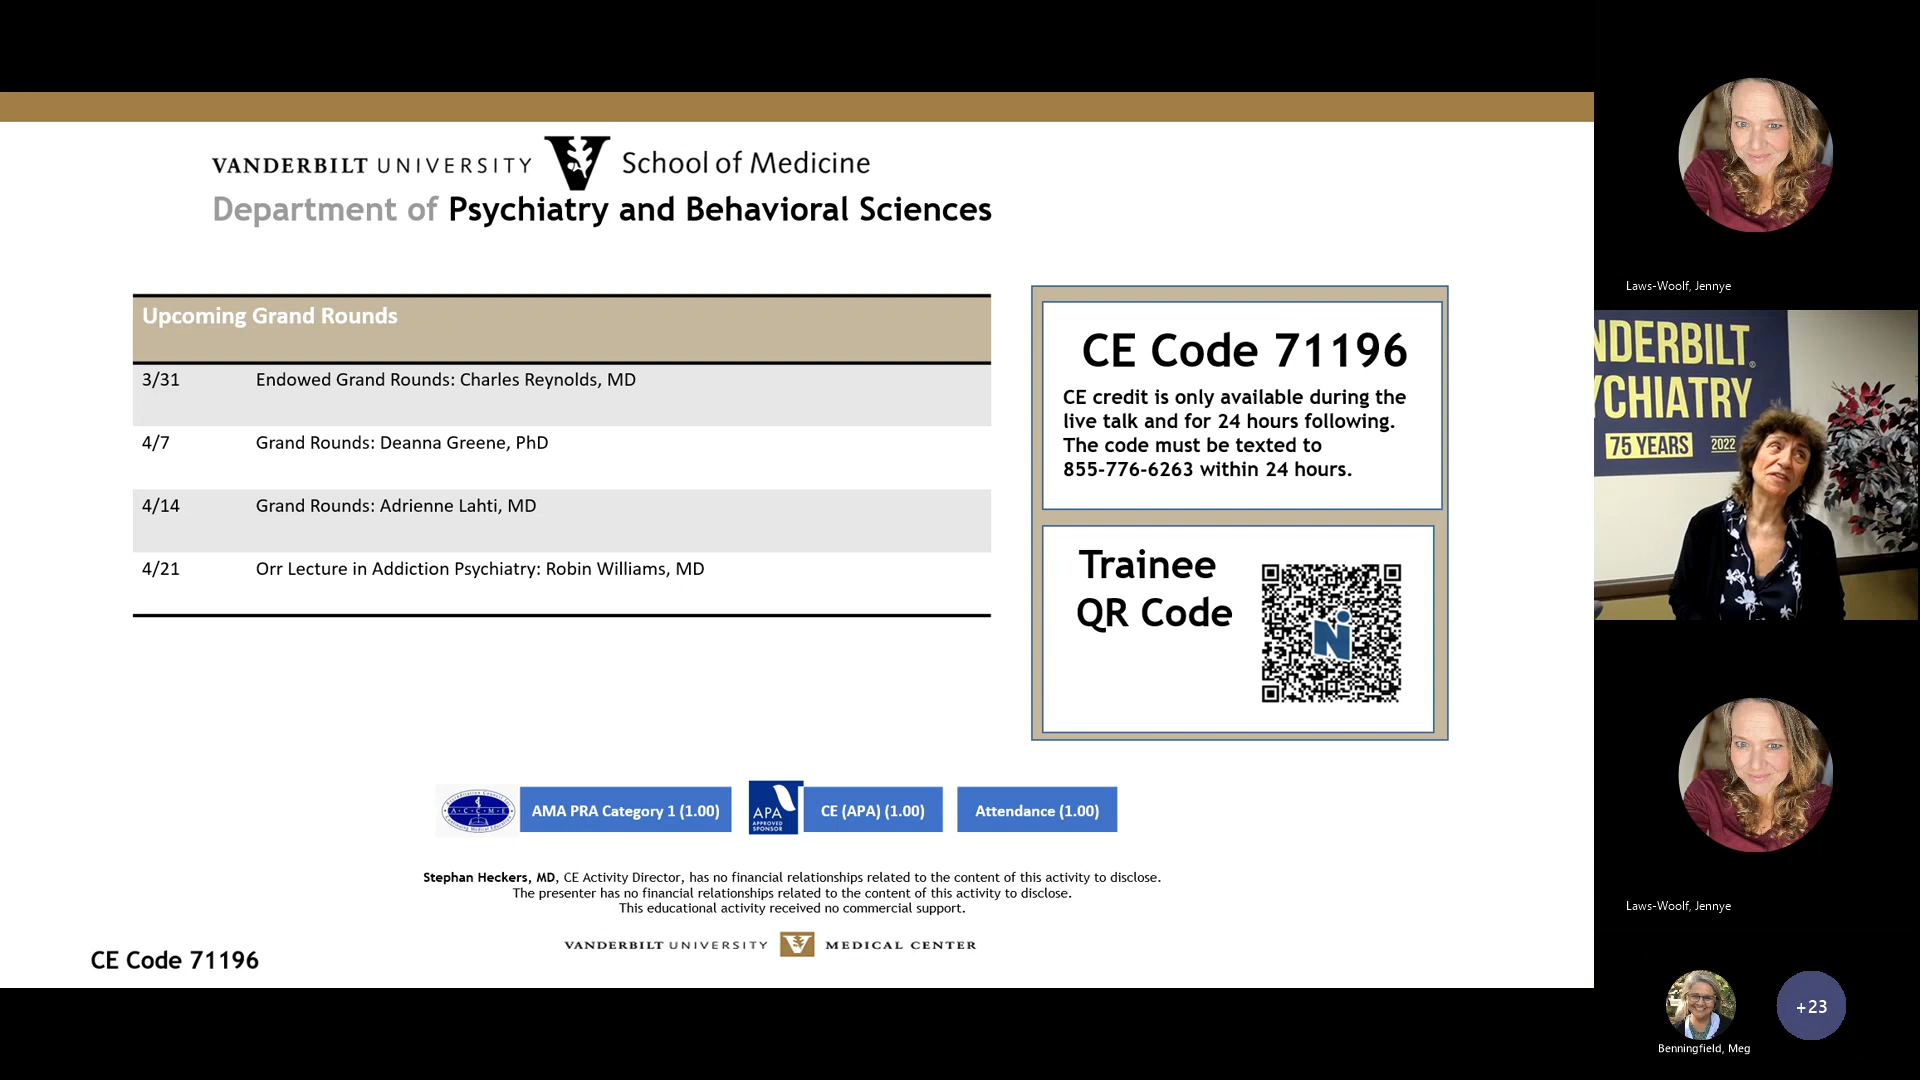 VANDERBILT UNIVERSITY V School of Medicine
Department of Psychiatry and Behavioral Sciences
Upcoming Grand Rounds
3/31 Endowed Grand Rounds: Charles Reynolds, MD
4/7 Grand Rounds: Deanna Greene, PhD
4/14 Grand Rounds: Adrienne Lahti, MD
4/21 Orr Lecture in Addiction Psychiatry: Robin Williams, MD
CE Code 71196
CE credit is only available during the
live talk and for 24 hours following.
The code must be texted to
855-776-6263 within 24 hours.
Trainee
QR Code
N
AMA PRA Category 1 (1.00)
APA
APPROVED
SPONSOR
CE (APA) (1.00)
Attendance (1.00)
Stephan Heckers, MD, CE Activity Director, has no financial relationships related to the content of this activity to disclose.
The presenter has no financial relationships related to the content of this activity to disclose.
This educational activity received no commercial support.
VANDERBILT UNIVERSITY V MEDICAL CENTER
CE Code 71196
Laws-Woolf, Jennye
NDERBILT®
YCHIATRY
75 YEARS 2022
Laws-Woolf, Jennye
Benningfield, Meg
+23